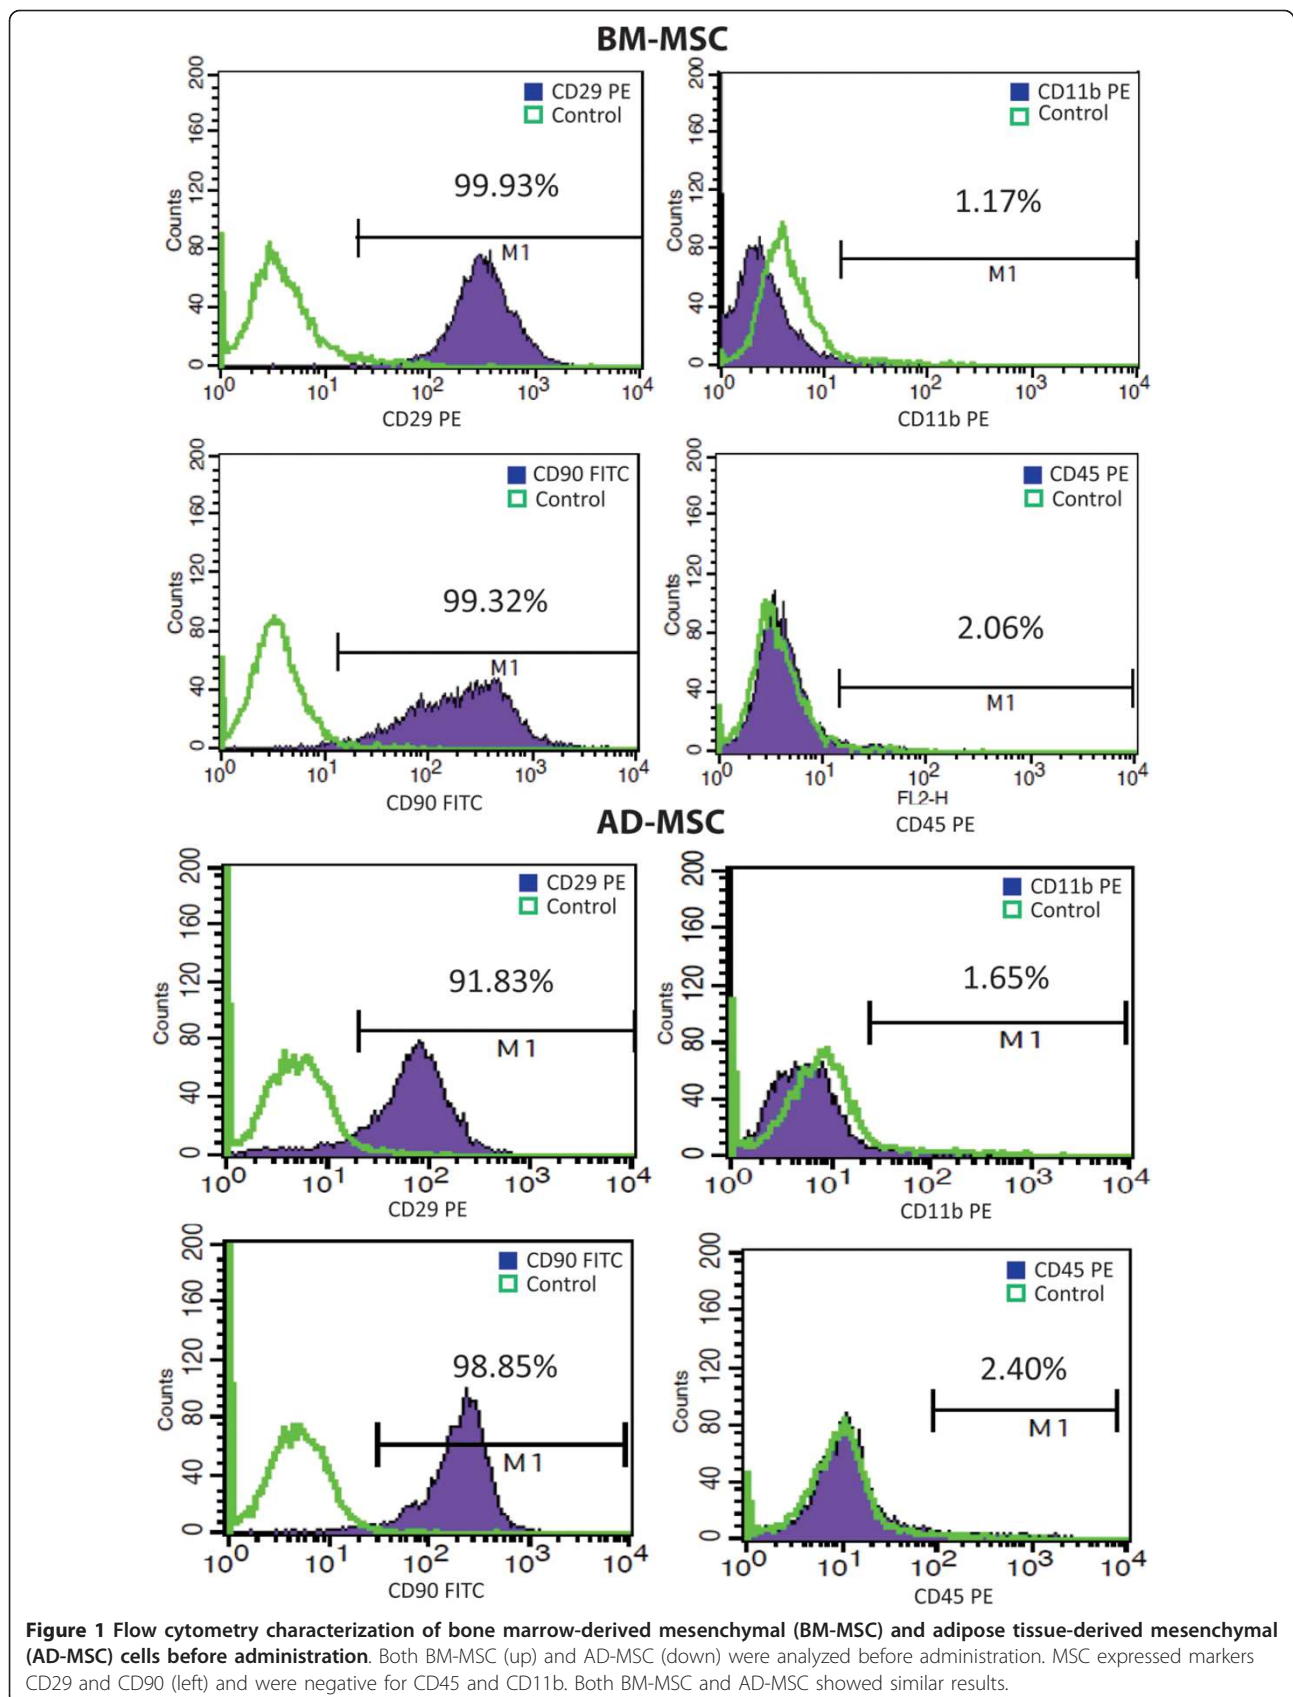 BM-MSC
200
160
120
80
40
0
Counts
CD29 PE
Control
99.93%
M1
10^0 10^1 10^2 10^3 10^4
CD29 PE
200
160
120
80
40
0
Counts
CD11b PE
Control
1.17%
M1
10^0 10^1 10^2 10^3 10^4
CD11b PE
200
160
120
80
40
0
Counts
CD90 FITC
Control
99.32%
M1
10^0 10^1 10^2 10^3 10^4
CD90 FITC
200
160
120
80
40
0
Counts
CD45 PE
Control
2.06%
M1
10^0 10^1 10^2 10^3 10^4
FL2-H
CD45 PE
AD-MSC
200
160
120
80
40
0
Counts
CD29 PE
Control
91.83%
M1
10^0 10^1 10^2 10^3 10^4
CD29 PE
200
160
120
80
40
0
Counts
CD11b PE
Control
1.65%
M1
10^0 10^1 10^2 10^3 10^4
CD11b PE
200
160
120
80
40
0
Counts
CD90 FITC
Control
98.85%
M1
10^0 10^1 10^2 10^3 10^4
CD90 FITC
200
160
120
80
40
0
Counts
CD45 PE
Control
2.40%
M1
10^0 10^1 10^2 10^3 10^4
CD45 PE
Figure 1 Flow cytometry characterization of bone marrow-derived mesenchymal (BM-MSC) and adipose tissue-derived mesenchymal
(AD-MSC) cells before administration. Both BM-MSC (up) and AD-MSC (down) were analyzed before administration. MSC expressed markers
CD29 and CD90 (left) and were negative for CD45 and CD11b. Both BM-MSC and AD-MSC showed similar results.